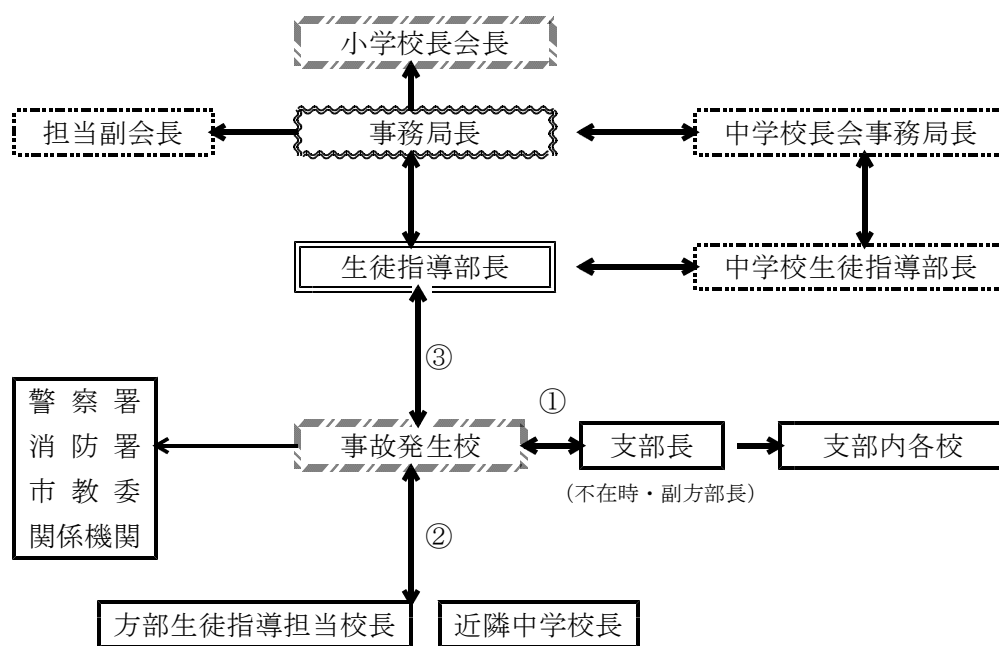 小学校長会長
担当副会長
事務局長
中学校長会事務局長
生徒指導部長
中学校生徒指導部長
③
①
警 察 署
消 防 署
市 教 委
関係機関
事故発生校
支部長
支部内各校
（不在時・副方部長）
②
方部生徒指導担当校長
近隣中学校長